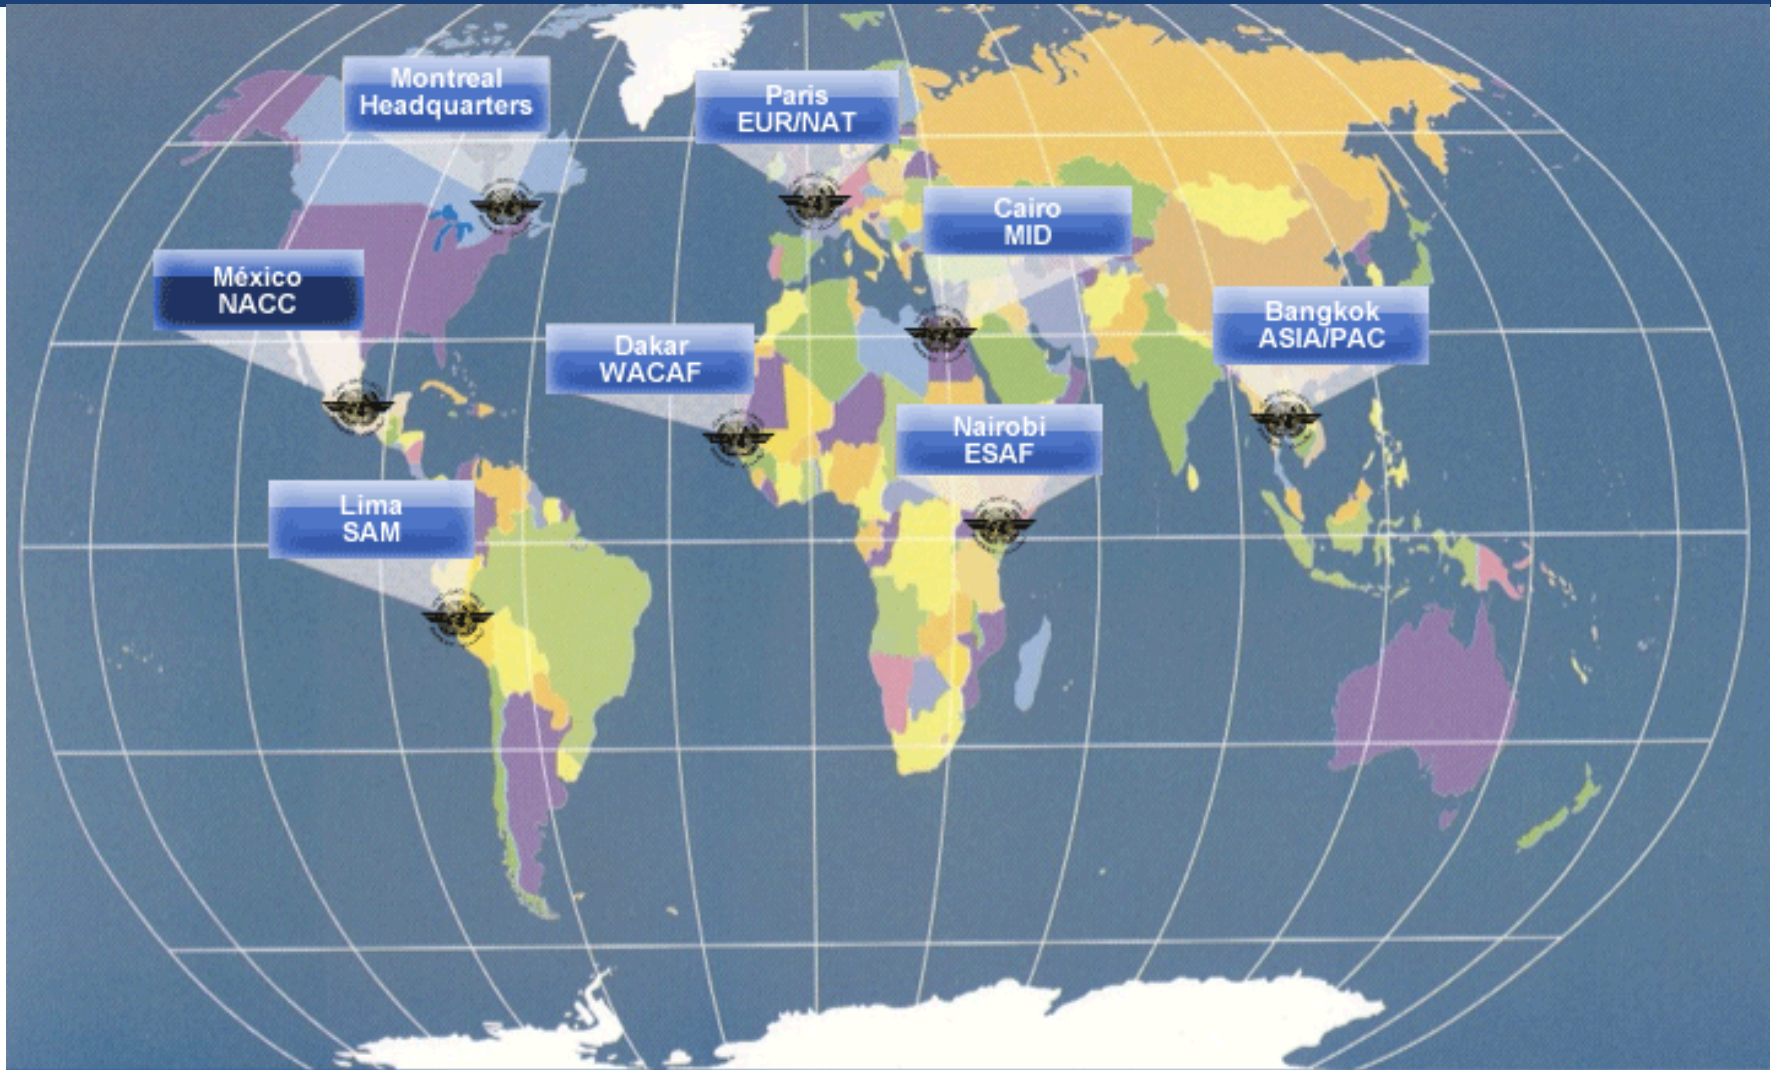 Montreal
Headquarters
Paris
EUR/NAT
Cairo
MID
México
NACC
Bangkok
ASIA/PAC
Dakar
WACAF
Nairobi
ESAF
Lima
SAM